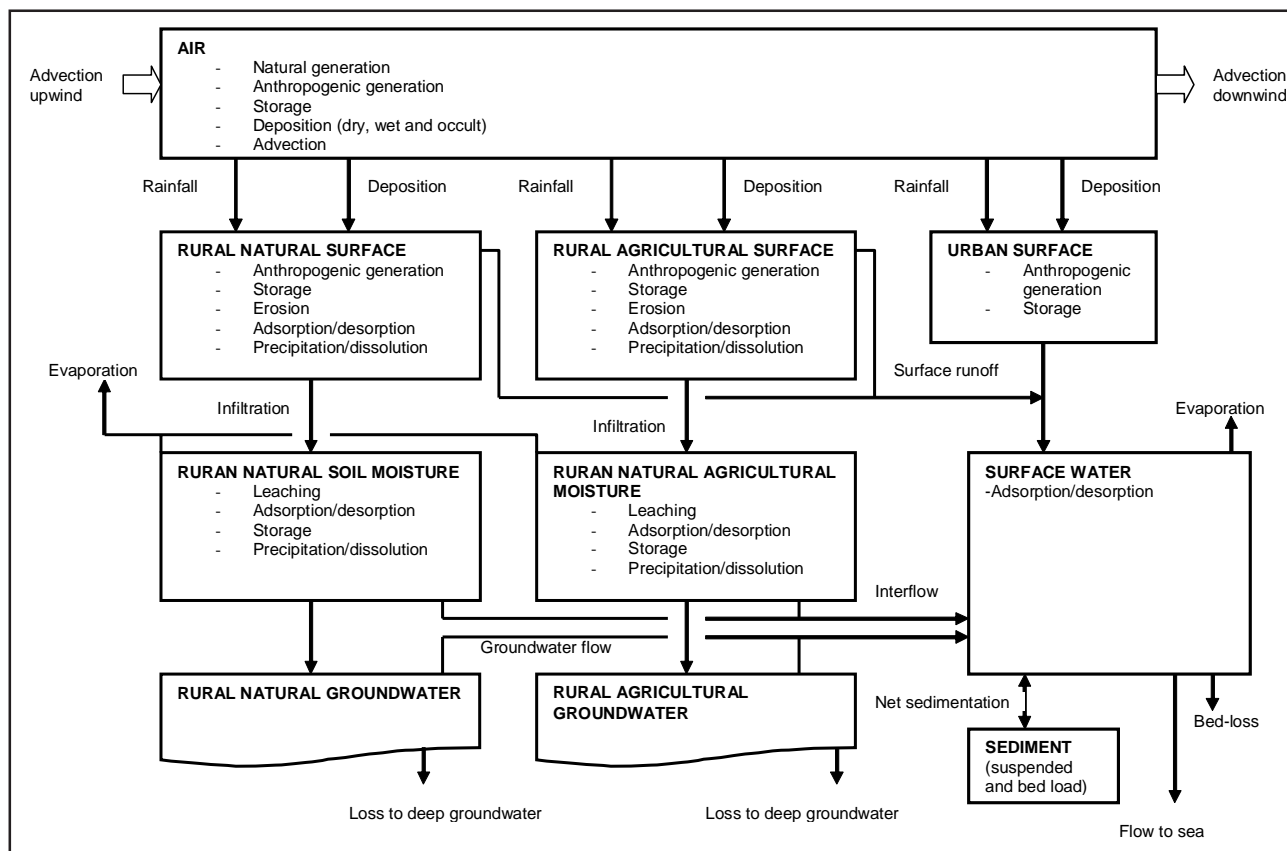 AIR
- Natural generation
- Anthropogenic generation
- Storage
- Deposition (dry, wet and occult)
- Advection
Advection
upwind
Advection
downwind
Rainfall
Deposition
Rainfall
Deposition
Rainfall
Deposition
RURAL NATURAL SURFACE
- Anthropogenic generation
- Storage
- Erosion
- Adsorption/desorption
- Precipitation/dissolution
RURAL AGRICULTURAL SURFACE
- Anthropogenic generation
- Storage
- Erosion
- Adsorption/desorption
- Precipitation/dissolution
URBAN SURFACE
- Anthropogenic
generation
- Storage
Evaporation
Surface runoff
Evaporation
Infiltration
Infiltration
RURAN NATURAL SOIL MOISTURE
- Leaching
- Adsorption/desorption
- Storage
- Precipitation/dissolution
RURAN NATURAL AGRICULTURAL
MOISTURE
- Leaching
- Adsorption/desorption
- Storage
- Precipitation/dissolution
SURFACE WATER
-Adsorption/desorption
Interflow
Groundwater flow
RURAL NATURAL GROUNDWATER
RURAL AGRICULTURAL
GROUNDWATER
Net sedimentation
Bed-loss
SEDIMENT
(suspended
and bed load)
Loss to deep groundwater
Loss to deep groundwater
Flow to sea